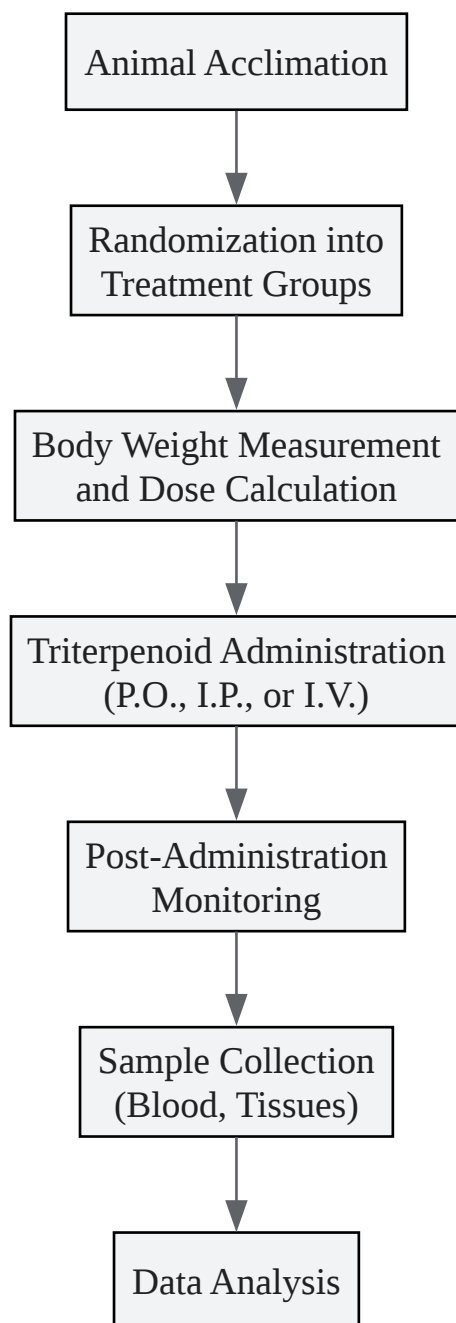 Animal Acclimation
Randomization into
Treatment Groups
Body Weight Measurement
and Dose Calculation
Triterpenoid Administration
(P.O., I.P., or I.V.)
Post-Administration
Monitoring
Sample Collection
(Blood, Tissues)
Data Analysis